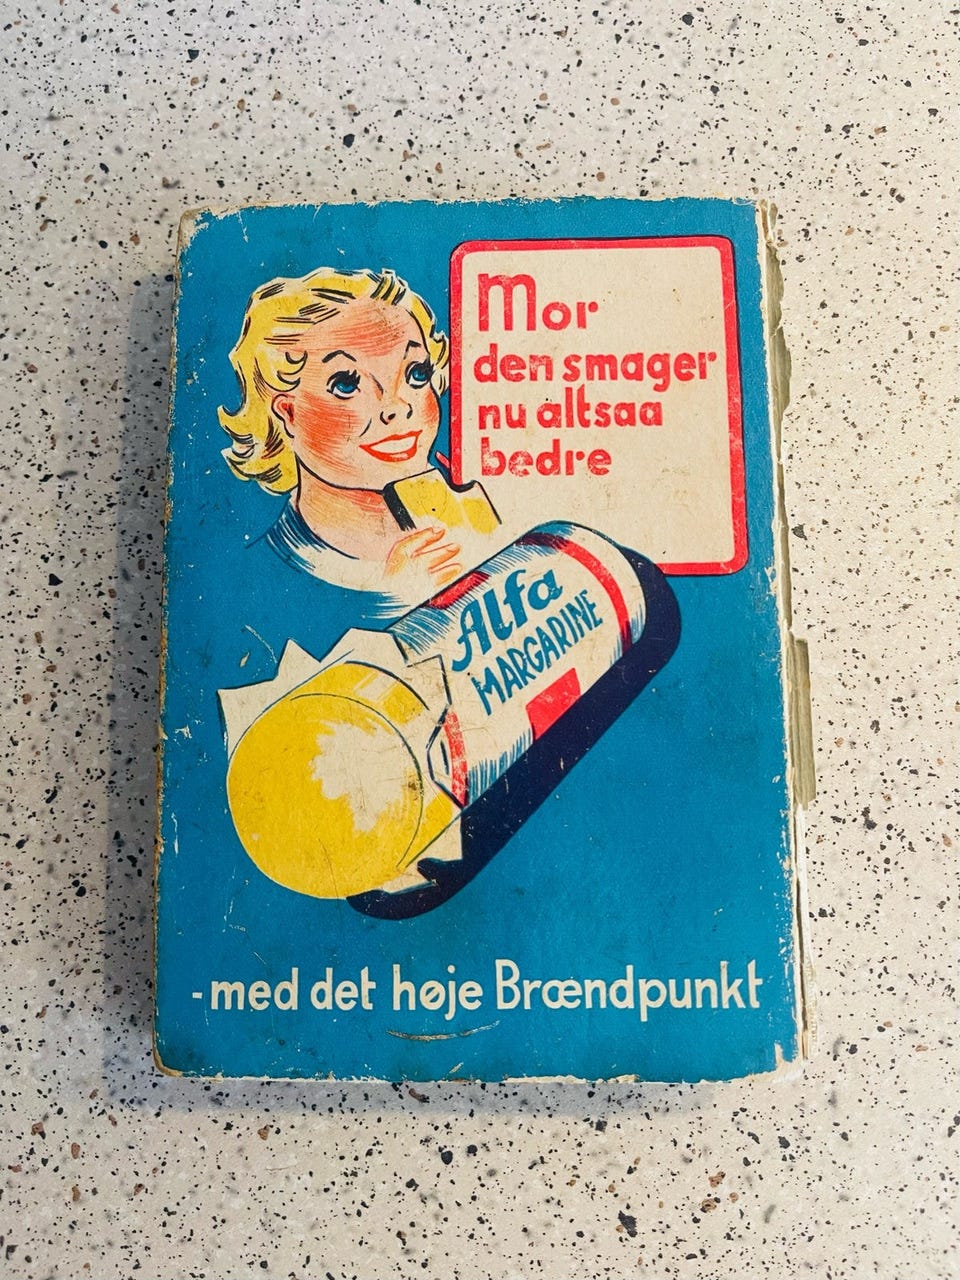 Mor
den smager
nu altsaa
bedre
Alfa
MARGARINE
- med det høje Brændpunkt